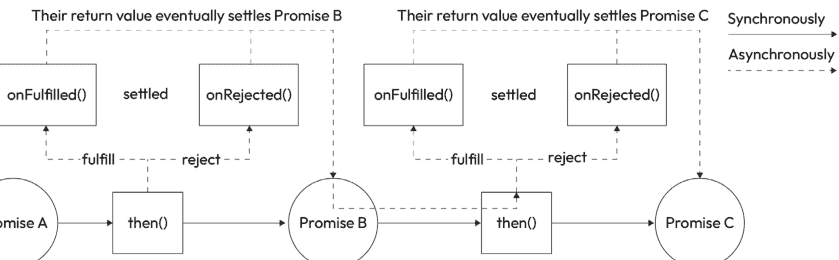 Their return value eventually settles Promise B
Their return value eventually settles Promise C
Synchronously
Asynchronously
onFulfilled()
settled
onRejected()
onFulfilled()
settled
onRejected()
fulfill
reject
fulfill
reject
omise A
then()
Promise B
then()
Promise C